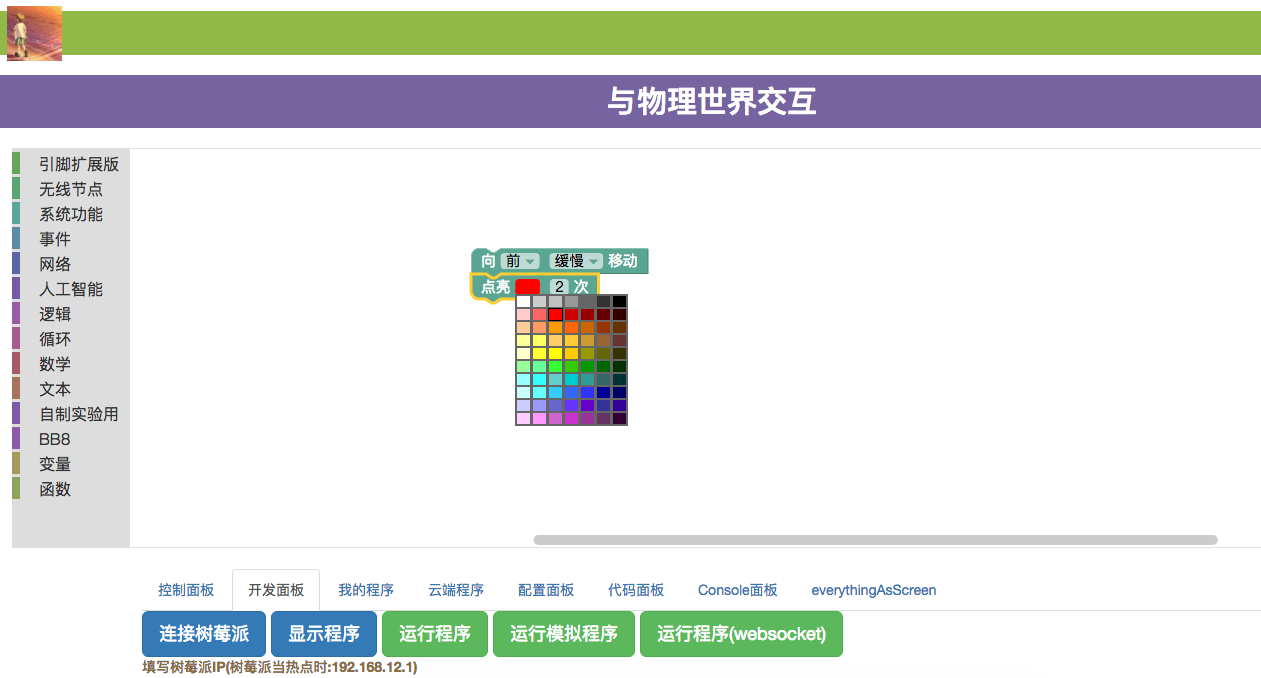 与物理世界交互
引脚扩展版
无线节点
系统功能
事件
网络
人工智能
逻辑
循环
数学
文本
自制实验用
BB8
变量
函数
向 前 缓慢 移动
点亮 2 次
控制面板 开发面板 我的程序 云端程序 配置面板 代码面板 Console面板 everythingAsScreen
连接树莓派 显示程序 运行程序 运行模拟程序 运行程序(websocket)
填写树莓派IP(树莓派当热点时:192.168.12.1)